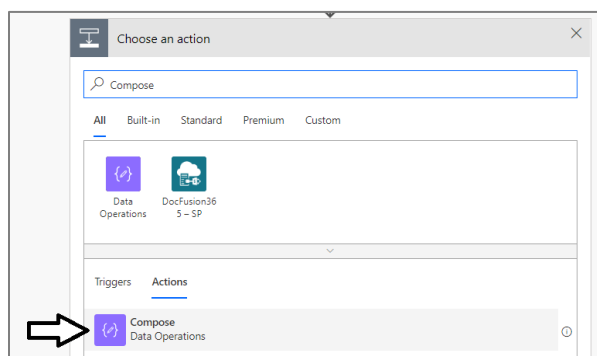 Choose an action
Compose
All Built-in Standard Premium Custom
Data
Operations
DocFusion36
5 – SP
Triggers Actions
Compose
Data Operations